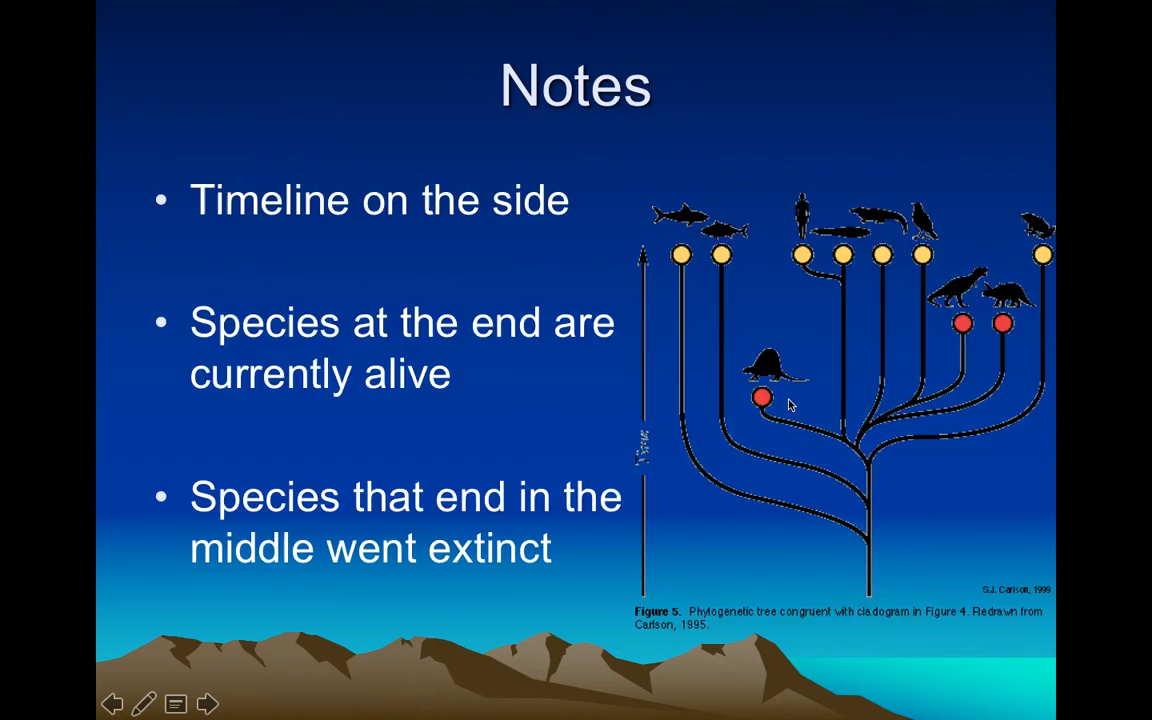 Notes
• Timeline on the side
• Species at the end are
currently alive
• Species that end in the
middle went extinct
Time
S.J. Carlson, 1999
Figure 5. Phylogenetic tree congruent with cladogram in Figure 4. Redrawn from
Carlson, 1995.